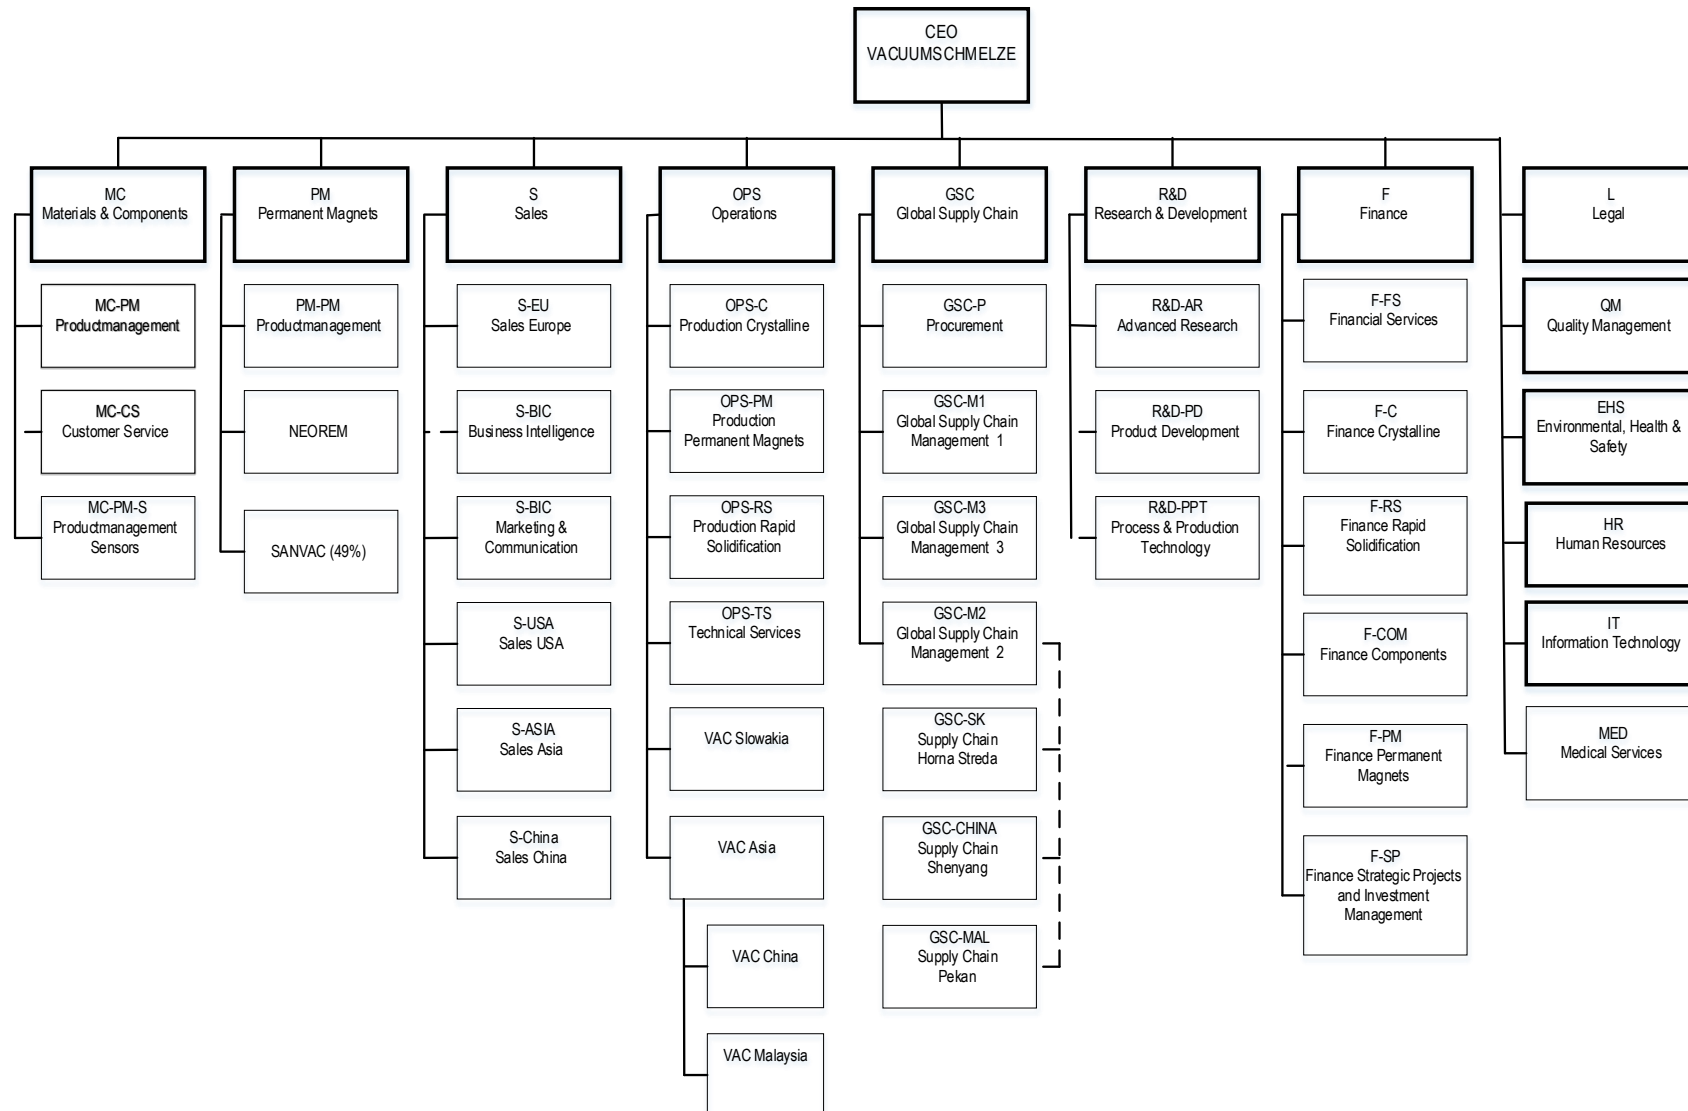 CEO
VACUUMSCHMELZE
MC
Materials & Components
PM
Permanent Magnets
S
Sales
OPS
Operations
GSC
Global Supply Chain
R&D
Research & Development
F
Finance
L
Legal
MC-PM
Productmanagement
MC-CS
Customer Service
MC-PM-S
Productmanagement
Sensors
PM-PM
Productmanagement
NEOREM
SANVAC (49%)
S-EU
Sales Europe
S-BIC
Business Intelligence
S-BIC
Marketing &
Communication
S-USA
Sales USA
S-ASIA
Sales Asia
S-China
Sales China
OPS-C
Production Crystalline
OPS-PM
Production
Permanent Magnets
OPS-RS
Production Rapid
Solidification
OPS-TS
Technical Services
VAC Slowakia
VAC Asia
VAC China
VAC Malaysia
GSC-P
Procurement
GSC-M1
Global Supply Chain
Management 1
GSC-M3
Global Supply Chain
Management 3
GSC-M2
Global Supply Chain
Management 2
GSC-SK
Supply Chain
Horna Streda
GSC-CHINA
Supply Chain
Shenyang
GSC-MAL
Supply Chain
Pekan
R&D-AR
Advanced Research
R&D-PD
Product Development
R&D-PPT
Process & Production
Technology
F-FS
Financial Services
F-C
Finance Crystalline
F-RS
Finance Rapid
Solidification
F-COM
Finance Components
F-PM
Finance Permanent
Magnets
F-SP
Finance Strategic Projects
and Investment
Management
QM
Quality Management
EHS
Environmental, Health &
Safety
HR
Human Resources
IT
Information Technology
MED
Medical Services